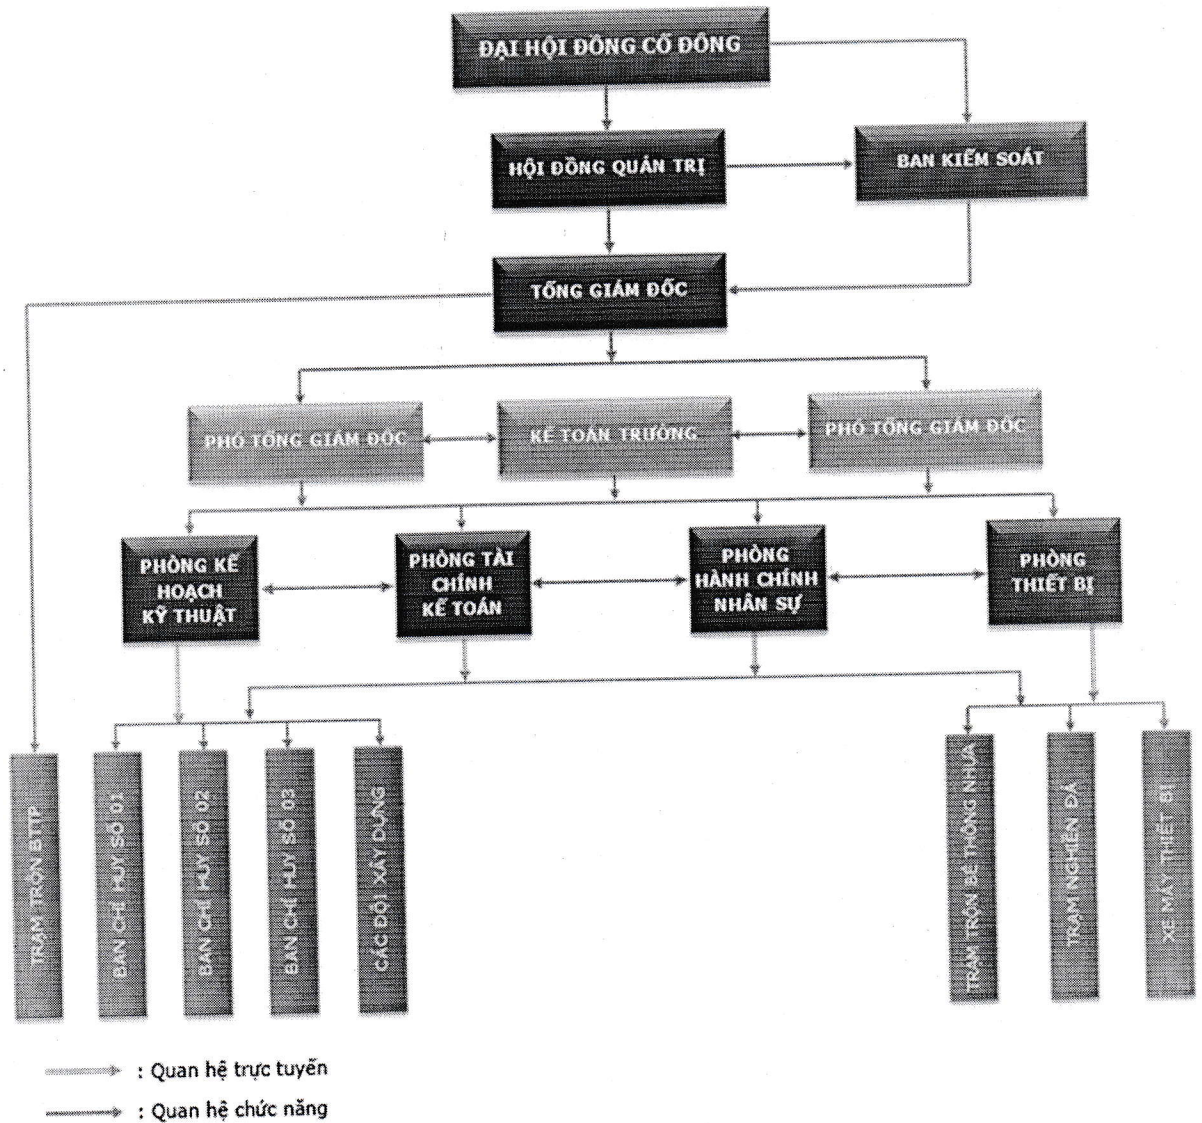 ĐẠI HỘI ĐỒNG CỔ ĐÔNG
HỘI ĐỒNG QUẢN TRỊ
BAN KIỂM SOÁT
TỔNG GIÁM ĐỐC
PHÓ TỔNG GIÁM ĐỐC
KẾ TOÁN TRƯỞNG
PHÓ TỔNG GIÁM ĐỐC
PHÒNG KẾ
HOẠCH
KỸ THUẬT
PHÒNG TÀI
CHÍNH
KẾ TOÁN
PHÒNG
HÀNH CHÍNH
NHÂN SỰ
PHÒNG
THIẾT BỊ
TRẠM TRỘN BTTP
BAN CHỈ HUY SỐ 01
BAN CHỈ HUY SỐ 02
BAN CHỈ HUY SỐ 03
CÁC ĐỘI XÂY DỰNG
TRẠM TRỘN BÊ THÔNG NHỰA
TRẠM NGHIỀN ĐÁ
XE MÁY THIẾT BỊ
: Quan hệ trực tuyến
: Quan hệ chức năng